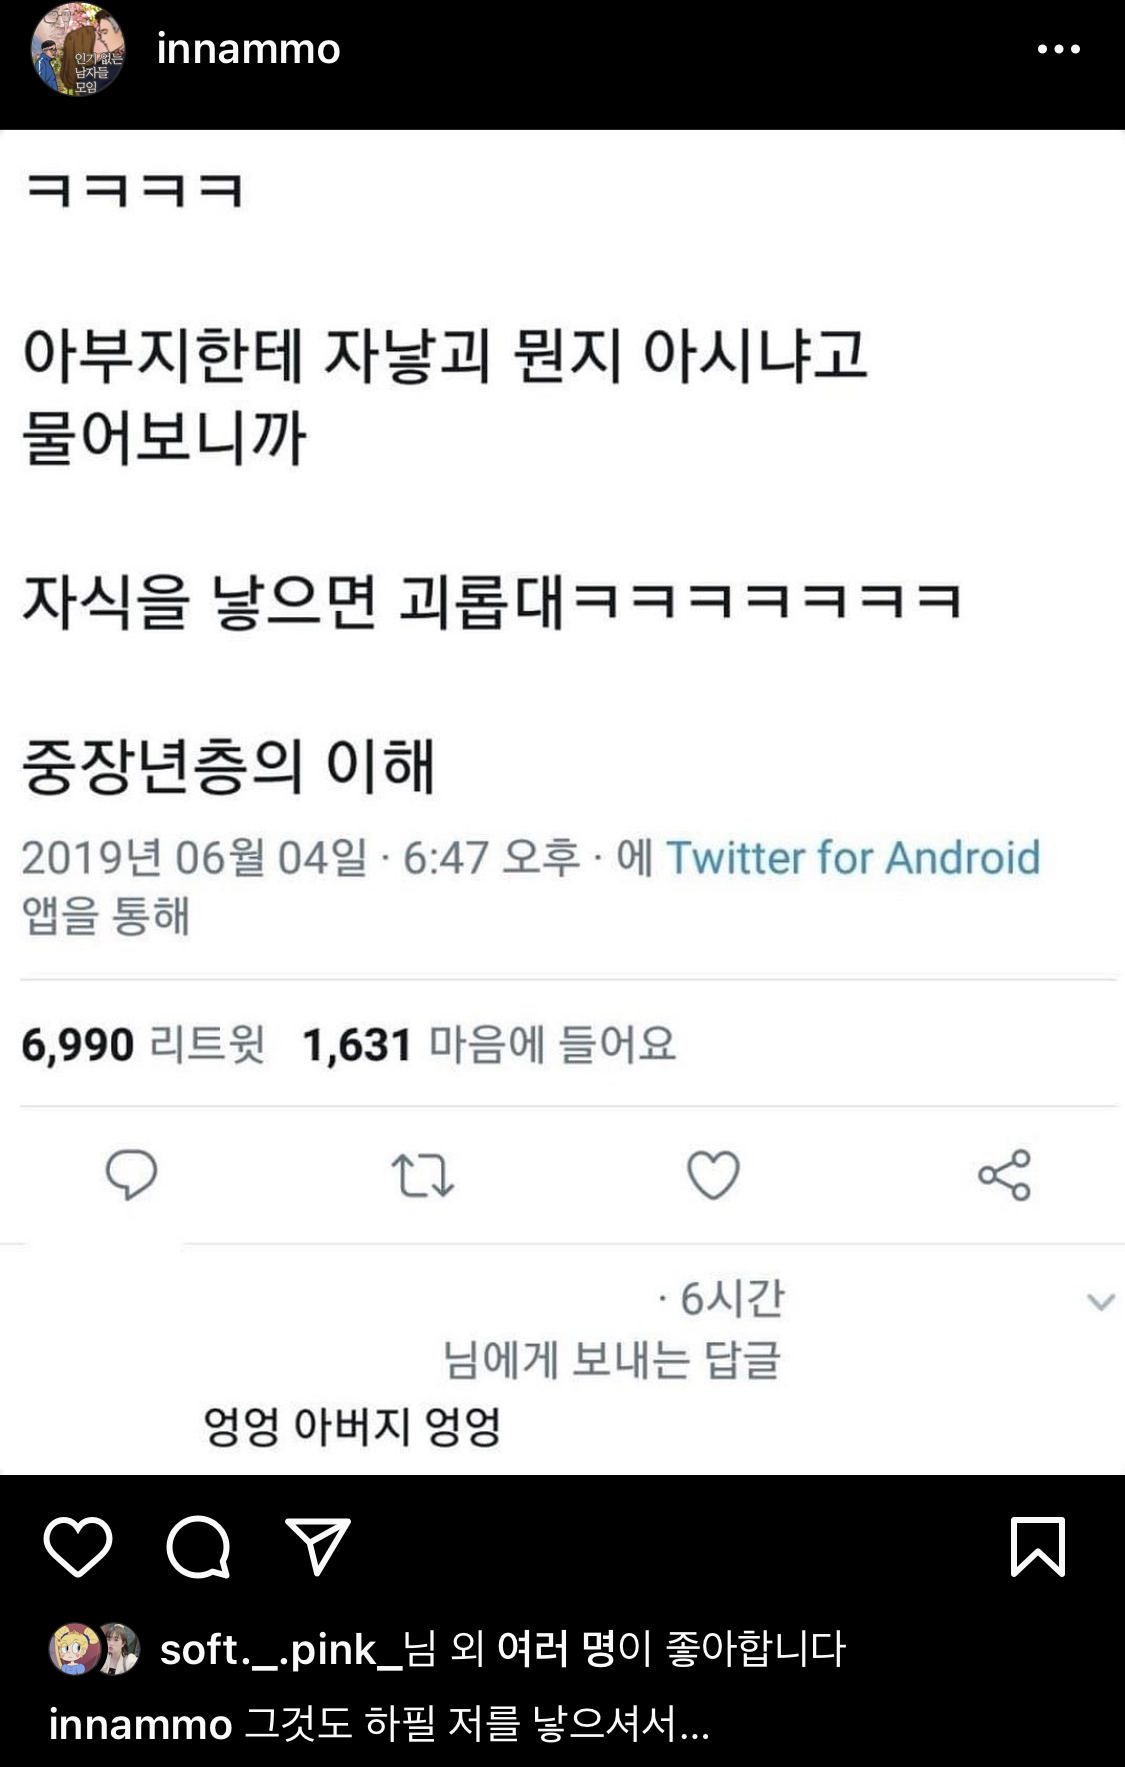 인기 없는
남자들
모임
innammo
ㅋㅋㅋㅋ
아부지한테 자낳괴 뭔지 아시냐고
물어보니까
자식을 낳으면 괴롭대ㅋㅋㅋㅋㅋㅋㅋ
중장년층의 이해
2019년 06월 04일 · 6:47 오후 · 에 Twitter for Android
앱을 통해
6,990 리트윗 1,631 마음에 들어요
· 6시간
님에게 보내는 답글
엉엉 아버지 엉엉
soft._.pink_님 외 여러 명이 좋아합니다
innammo 그것도 하필 저를 낳으셔서...